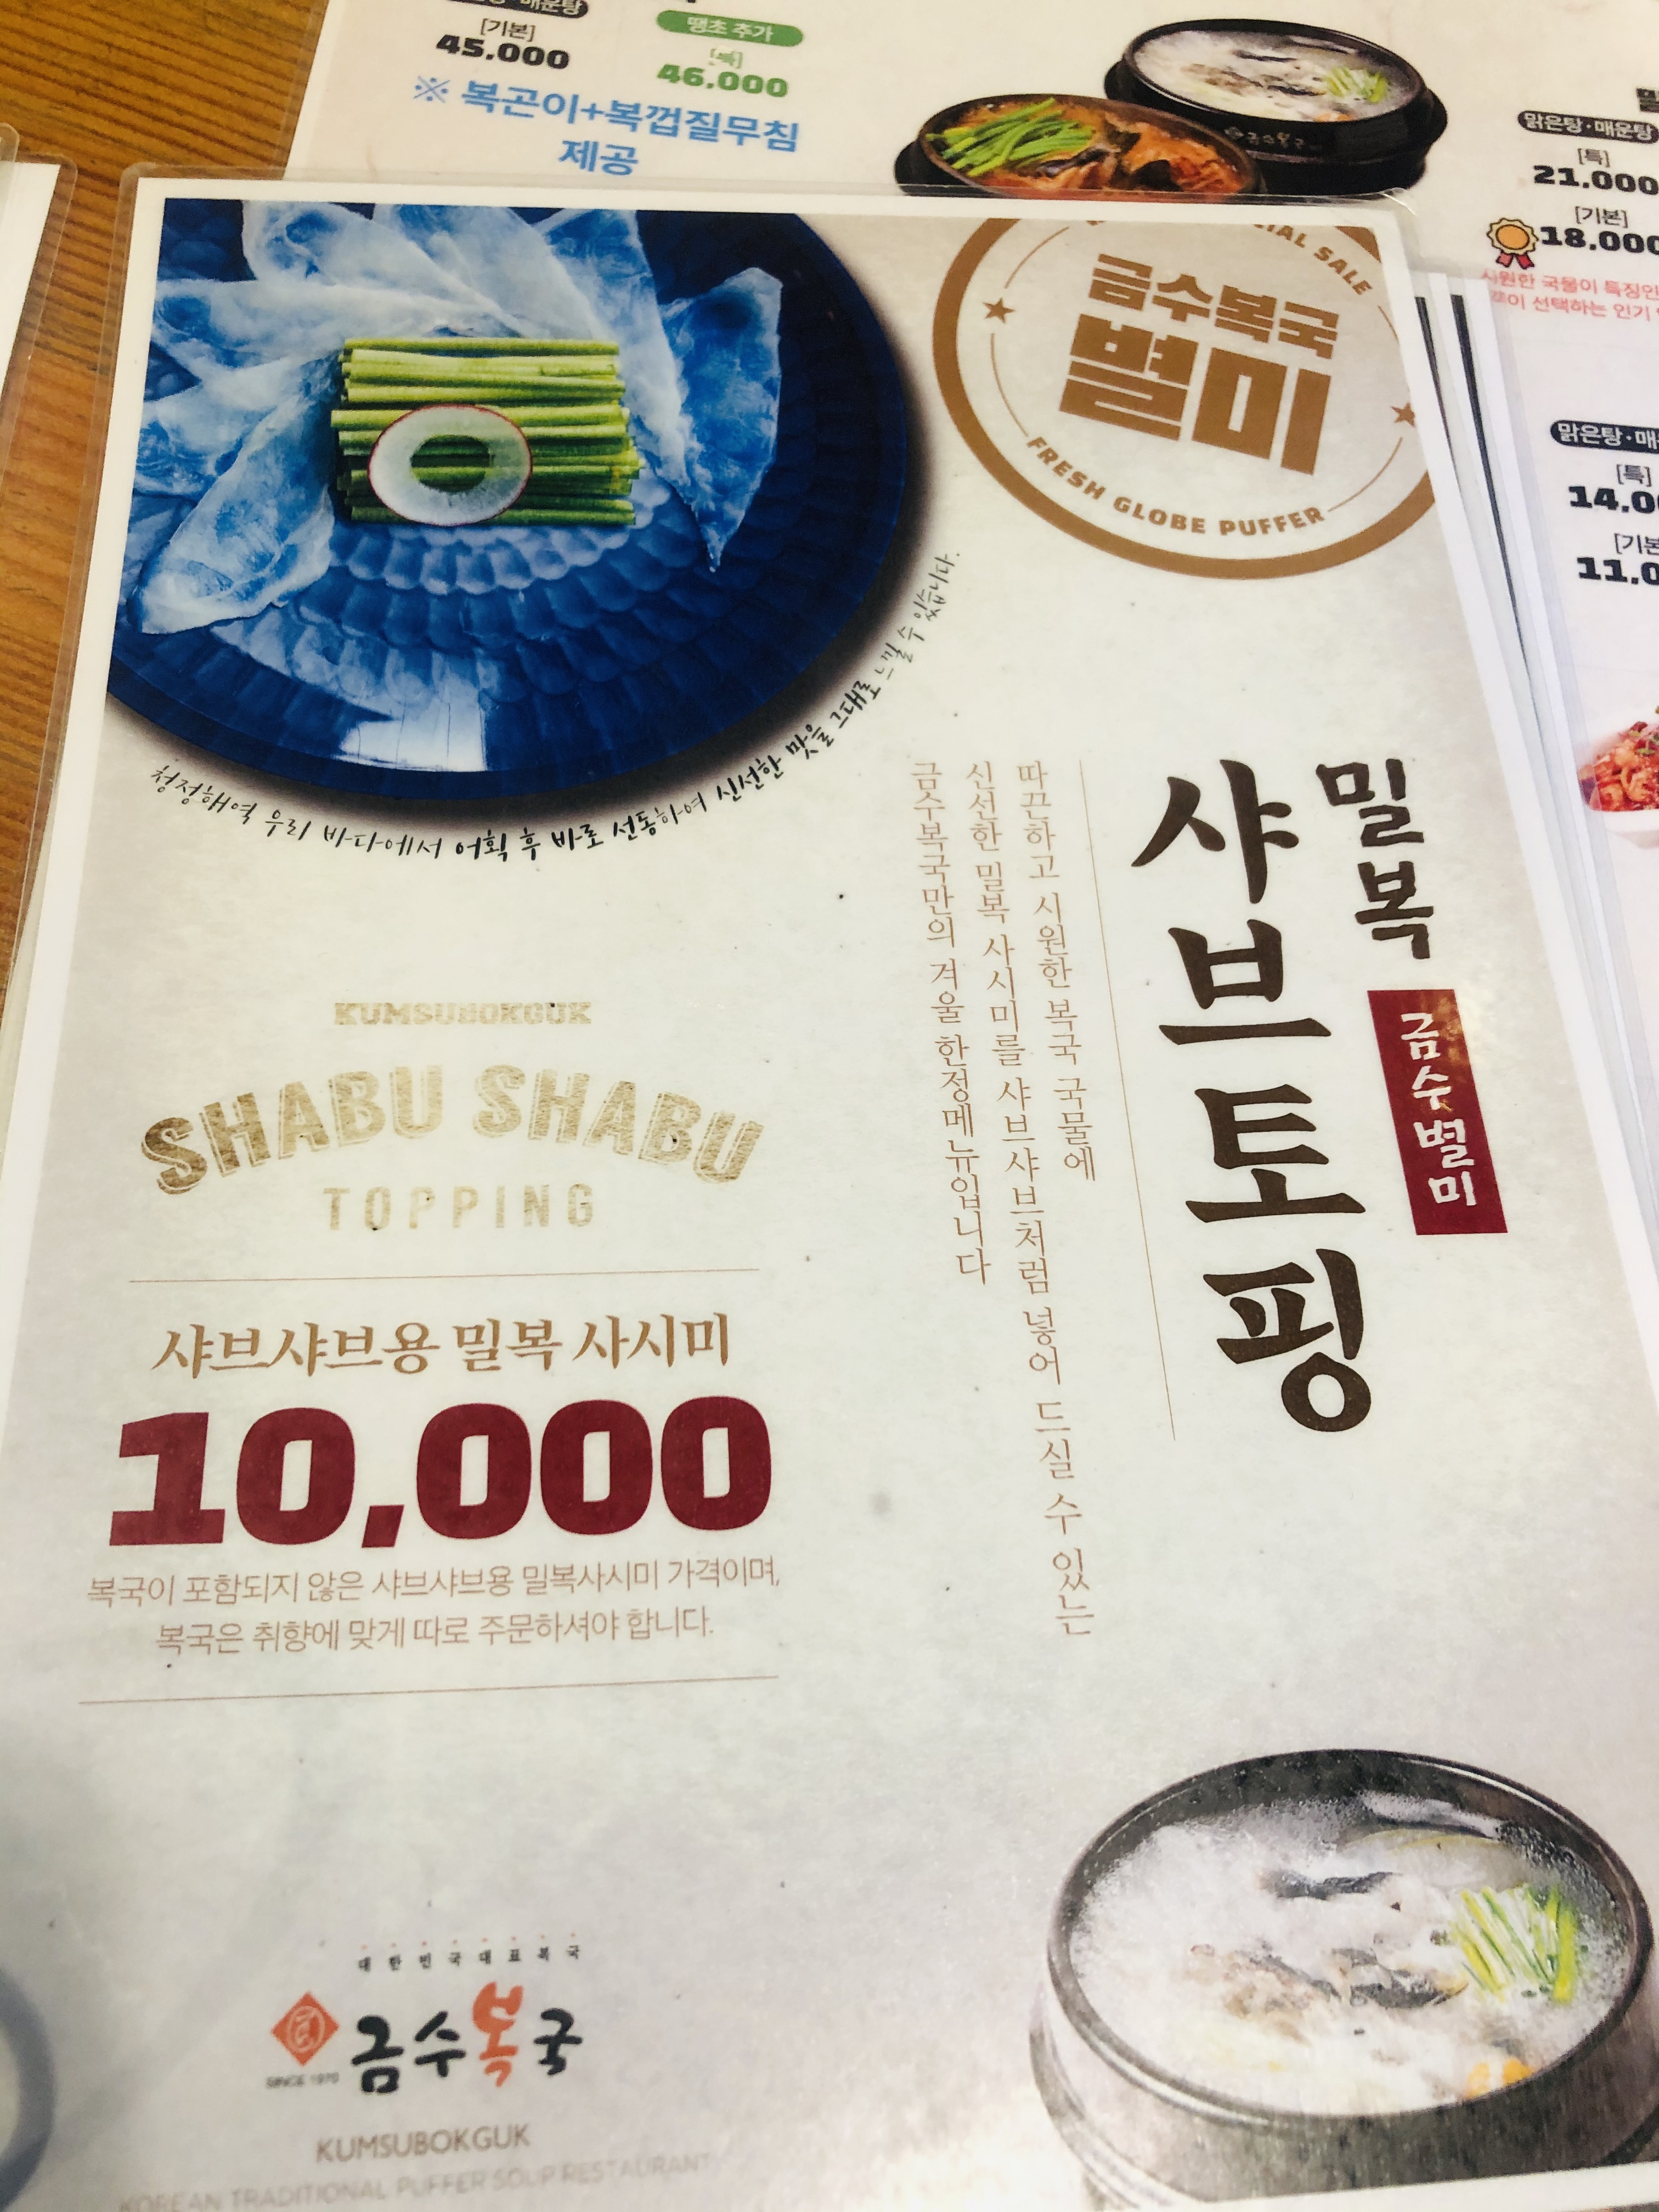 [기본]
45.000
땡초 추가
46.000
※ 복곤이+복껍질무침
제공
맑은탕·매운탕
[특]
21.000
[기본]
18.000
맑은탕·매
[특]
금수복국
별미
FRESH GLOBE PUFFER
SALE
청정해역 우리 바다에서 어획 후 바로 선동하여 신선한 맛을 그대로 느낄 수 있습니다.
밀복
금수별미
샤브토핑
따끈하고 시원한 복국 국물에
신선한 밀복 사시미를 샤브샤브처럼 넣어 드실 수 있는
금수복국만의 겨울 한정메뉴입니다
KUMSUBOKGUK
SHABU SHABU
TOPPING
샤브샤브용 밀복 사시미
10,000
복국이 포함되지 않은 샤브샤브용 밀복사시미 가격이며,
복국은 취향에 맞게 따로 주문하셔야 합니다.
대한민국대표복국
금수복국
SINCE 1970
KUMSUBOKGUK
KOREAN TRADITIONAL PUFFER SOUP RESTAURANT